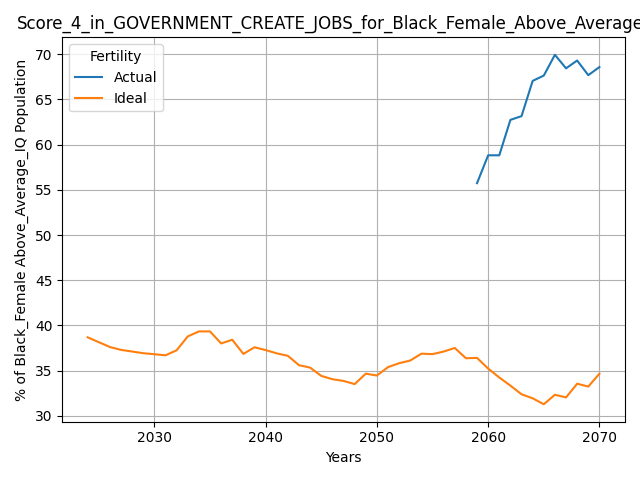 Score_4_in_GOVERNMENT_CREATE_JOBS_for_Black_Female_Above_Average
Fertility
Actual
Ideal
% of Black_Female Above_Average_IQ Population
70
65
60
55
50
45
40
35
30
2030
2040
2050
2060
2070
Years